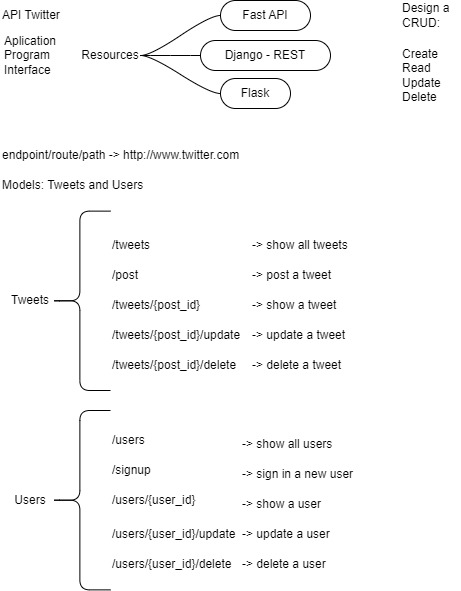 API Twitter
Aplication
Program
Interface
Resources
Fast API
Django - REST
Flask
Design a
CRUD:
Create
Read
Update
Delete
endpoint/route/path -> http://www.twitter.com
Models: Tweets and Users
Tweets
/tweets -> show all tweets
/post -> post a tweet
/tweets/{post_id} -> show a tweet
/tweets/{post_id}/update -> update a tweet
/tweets/{post_id}/delete -> delete a tweet
Users
/users -> show all users
/signup -> sign in a new user
/users/{user_id} -> show a user
/users/{user_id}/update -> update a user
/users/{user_id}/delete -> delete a user